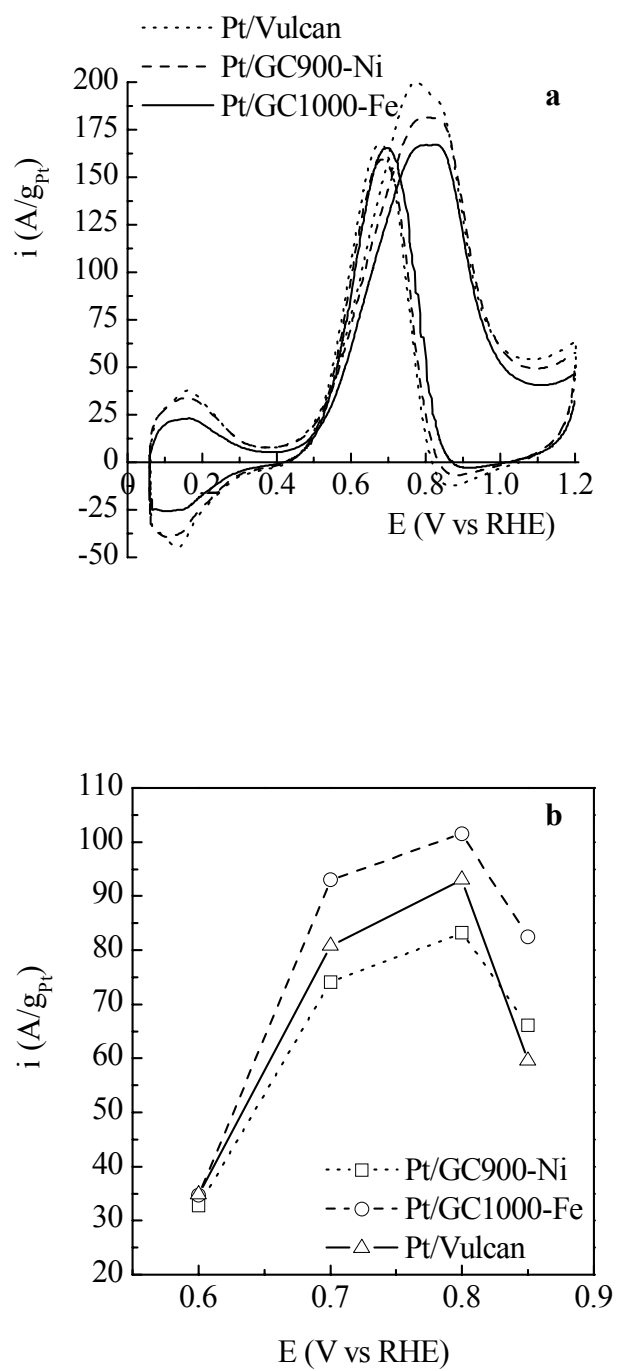 Pt/Vulcan
Pt/GC900-Ni
Pt/GC1000-Fe
a
200
175
150
125
100
75
50
25
0
-25
-50
0 0.2 0.4 0.6 0.8 1.0 1.2
i (A/gPt)
E (V vs RHE)
b
110
100
90
80
70
60
50
40
30
20
i (A/gPt)
Pt/GC900-Ni
Pt/GC1000-Fe
Pt/Vulcan
0.6 0.7 0.8 0.9
E (V vs RHE)